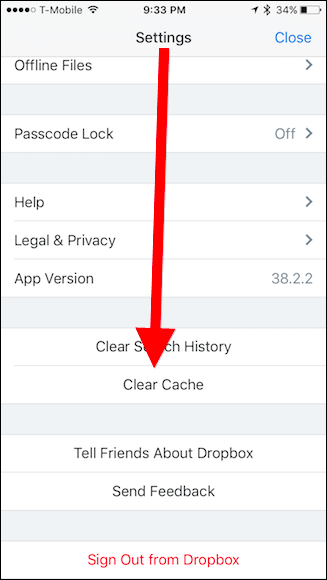 T-Mobile 9:33 PM 34%
Settings Close
Offline Files
Passcode Lock Off
Help
Legal & Privacy
App Version 38.2.2
Clear Search History
Clear Cache
Tell Friends About Dropbox
Send Feedback
Sign Out from Dropbox